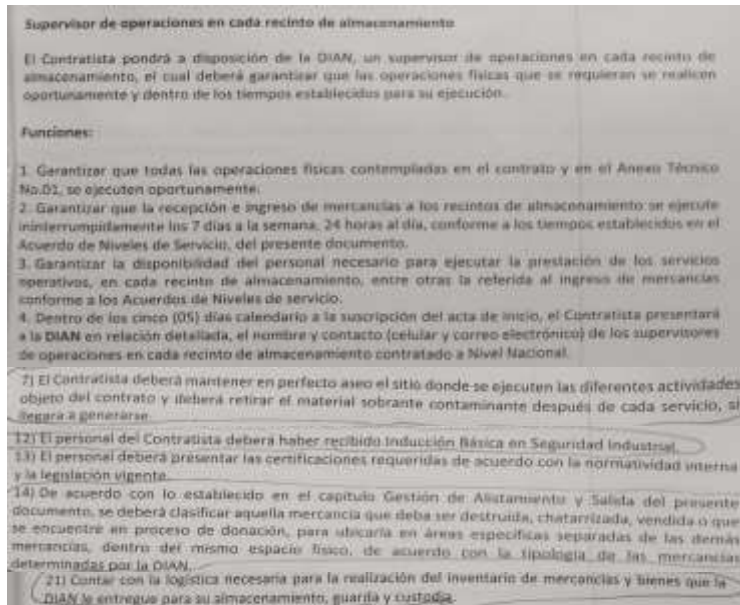 Supervisor de operaciones en cada recinto de almacenamiento
El Contratista pondrá a disposición de la DIAN, un supervisor de operaciones en cada recinto de
almacenamiento, el cual deberá garantizar que las operaciones físicas que se requieran se realicen
oportunamente y dentro de los tiempos establecidos para su ejecución.
Funciones:
1. Garantizar que todas las operaciones físicas contempladas en el contrato y en el Anexo Técnico
No.01, se ejecuten oportunamente.
2. Garantizar que la recepción e ingreso de mercancías a los recintos de almacenamiento se ejecute
ininterrumpidamente los 7 días a la semana, 24 horas al día, conforme a los tiempos establecidos en el
Acuerdo de Niveles de Servicio, del presente documento.
3. Garantizar la disponibilidad del personal necesario para ejecutar la prestación de los servicios
operativos, en cada recinto de almacenamiento, entre otras la referida al ingreso de mercancías
conforme a los Acuerdos de Niveles de servicio.
4. Dentro de los cinco (05) días calendario a la suscripción del acta de inicio, el Contratista presentará
a la DIAN en relación detallada, el nombre y contacto (celular y correo electrónico) de los supervisores
de operaciones en cada recinto de almacenamiento contratado a Nivel Nacional.
7) El Contratista deberá mantener en perfecto aseo el sitio donde se ejecuten las diferentes actividades
objeto del contrato y deberá retirar el material sobrante contaminante después de cada servicio, si
llegara a generarse.
12) El personal del Contratista deberá haber recibido Inducción Básica en Seguridad Industrial.
13) El personal deberá presentar las certificaciones requeridas de acuerdo con la normatividad interna
y la legislación vigente.
14) De acuerdo con lo establecido en el capítulo Gestión de Alistamiento y Salida del presente
documento, se deberá clasificar aquella mercancía que deba ser destruida, chatarrizada, vendida o que
se encuentre en proceso de donación, para ubicarla en áreas específicas separadas de las demás
mercancías, dentro del mismo espacio físico, de acuerdo con la tipología de las mercancías
determinadas por la DIAN.
21) Contar con la logística necesaria para la realización del inventario de mercancías y bienes que la
DIAN le entregue para su almacenamiento, guarda y custodia.